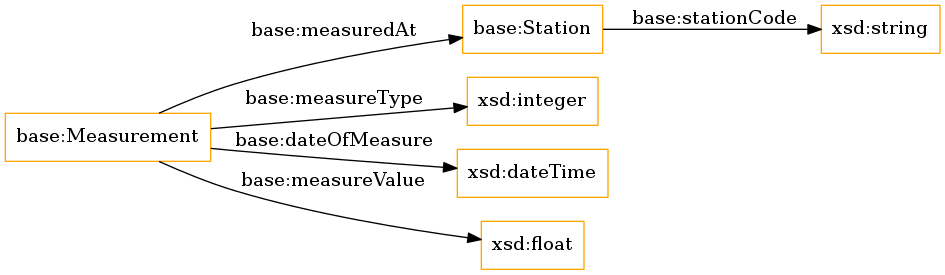 base:measuredAt
base:Station
base:stationCode
xsd:string
base:measureType
xsd:integer
base:Measurement
base:dateOfMeasure
xsd:dateTime
base:measureValue
xsd:float